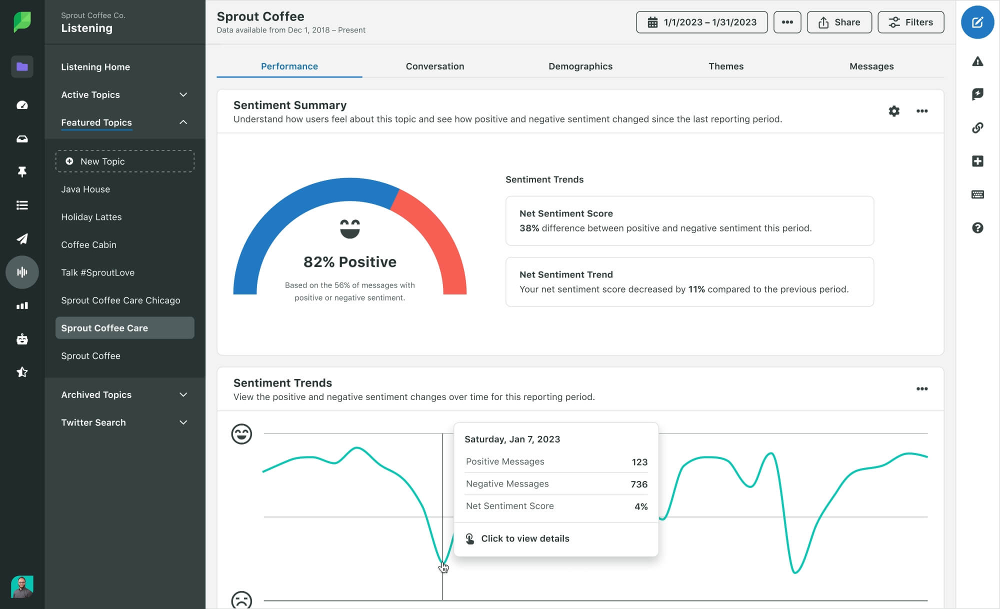 Sprout Coffee Co.
Listening
Listening Home
Active Topics
Featured Topics
New Topic
Java House
Holiday Lattes
Coffee Cabin
Talk #SproutLove
Sprout Coffee Care Chicago
Sprout Coffee Care
Sprout Coffee
Archived Topics
Twitter Search
Sprout Coffee
Data available from Dec 1, 2018 – Present
1/1/2023 – 1/31/2023
Share
Filters
Performance
Conversation
Demographics
Themes
Messages
Sentiment Summary
Understand how users feel about this topic and see how positive and negative sentiment changed since the last reporting period.
82% Positive
Based on the 56% of messages with
positive or negative sentiment.
Sentiment Trends
Net Sentiment Score
38% difference between positive and negative sentiment this period.
Net Sentiment Trend
Your net sentiment score decreased by 11% compared to the previous period.
Sentiment Trends
View the positive and negative sentiment changes over time for this reporting period.
Saturday, Jan 7, 2023
Positive Messages 123
Negative Messages 736
Net Sentiment Score 4%
Click to view details